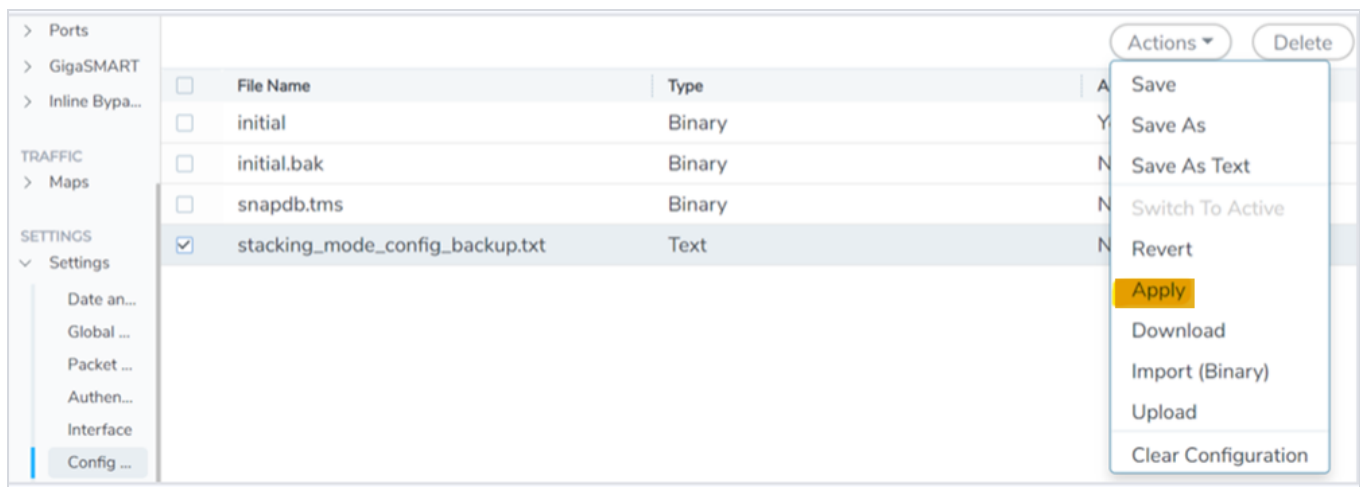 Ports
GigaSMART
Inline Bypa...
TRAFFIC
Maps
SETTINGS
Settings
Date an...
Global ...
Packet ...
Authen...
Interface
Config ...
Actions Delete
File Name Type A
initial Binary Y
initial.bak Binary N
snapdb.tms Binary N
stacking_mode_config_backup.txt Text N
Save
Save As
Save As Text
Switch To Active
Revert
Apply
Download
Import (Binary)
Upload
Clear Configuration